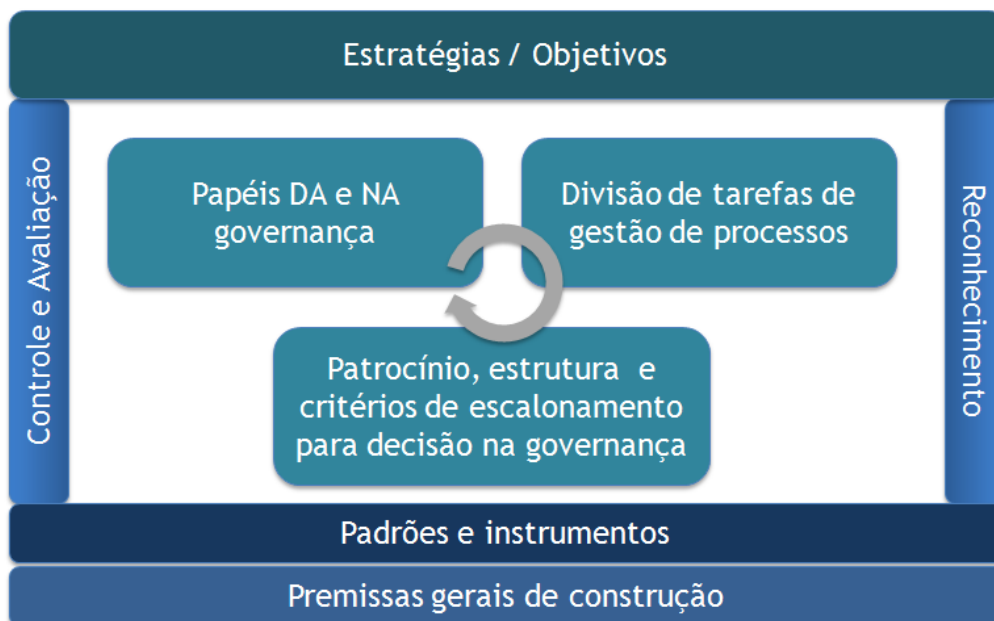 Estratégias / Objetivos
Controle e Avaliação
Papéis DA e NA
governança
Divisão de tarefas de
gestão de processos
Reconhecimento
Patrocínio, estrutura e
critérios de escalonamento
para decisão na governança
Padrões e instrumentos
Premissas gerais de construção